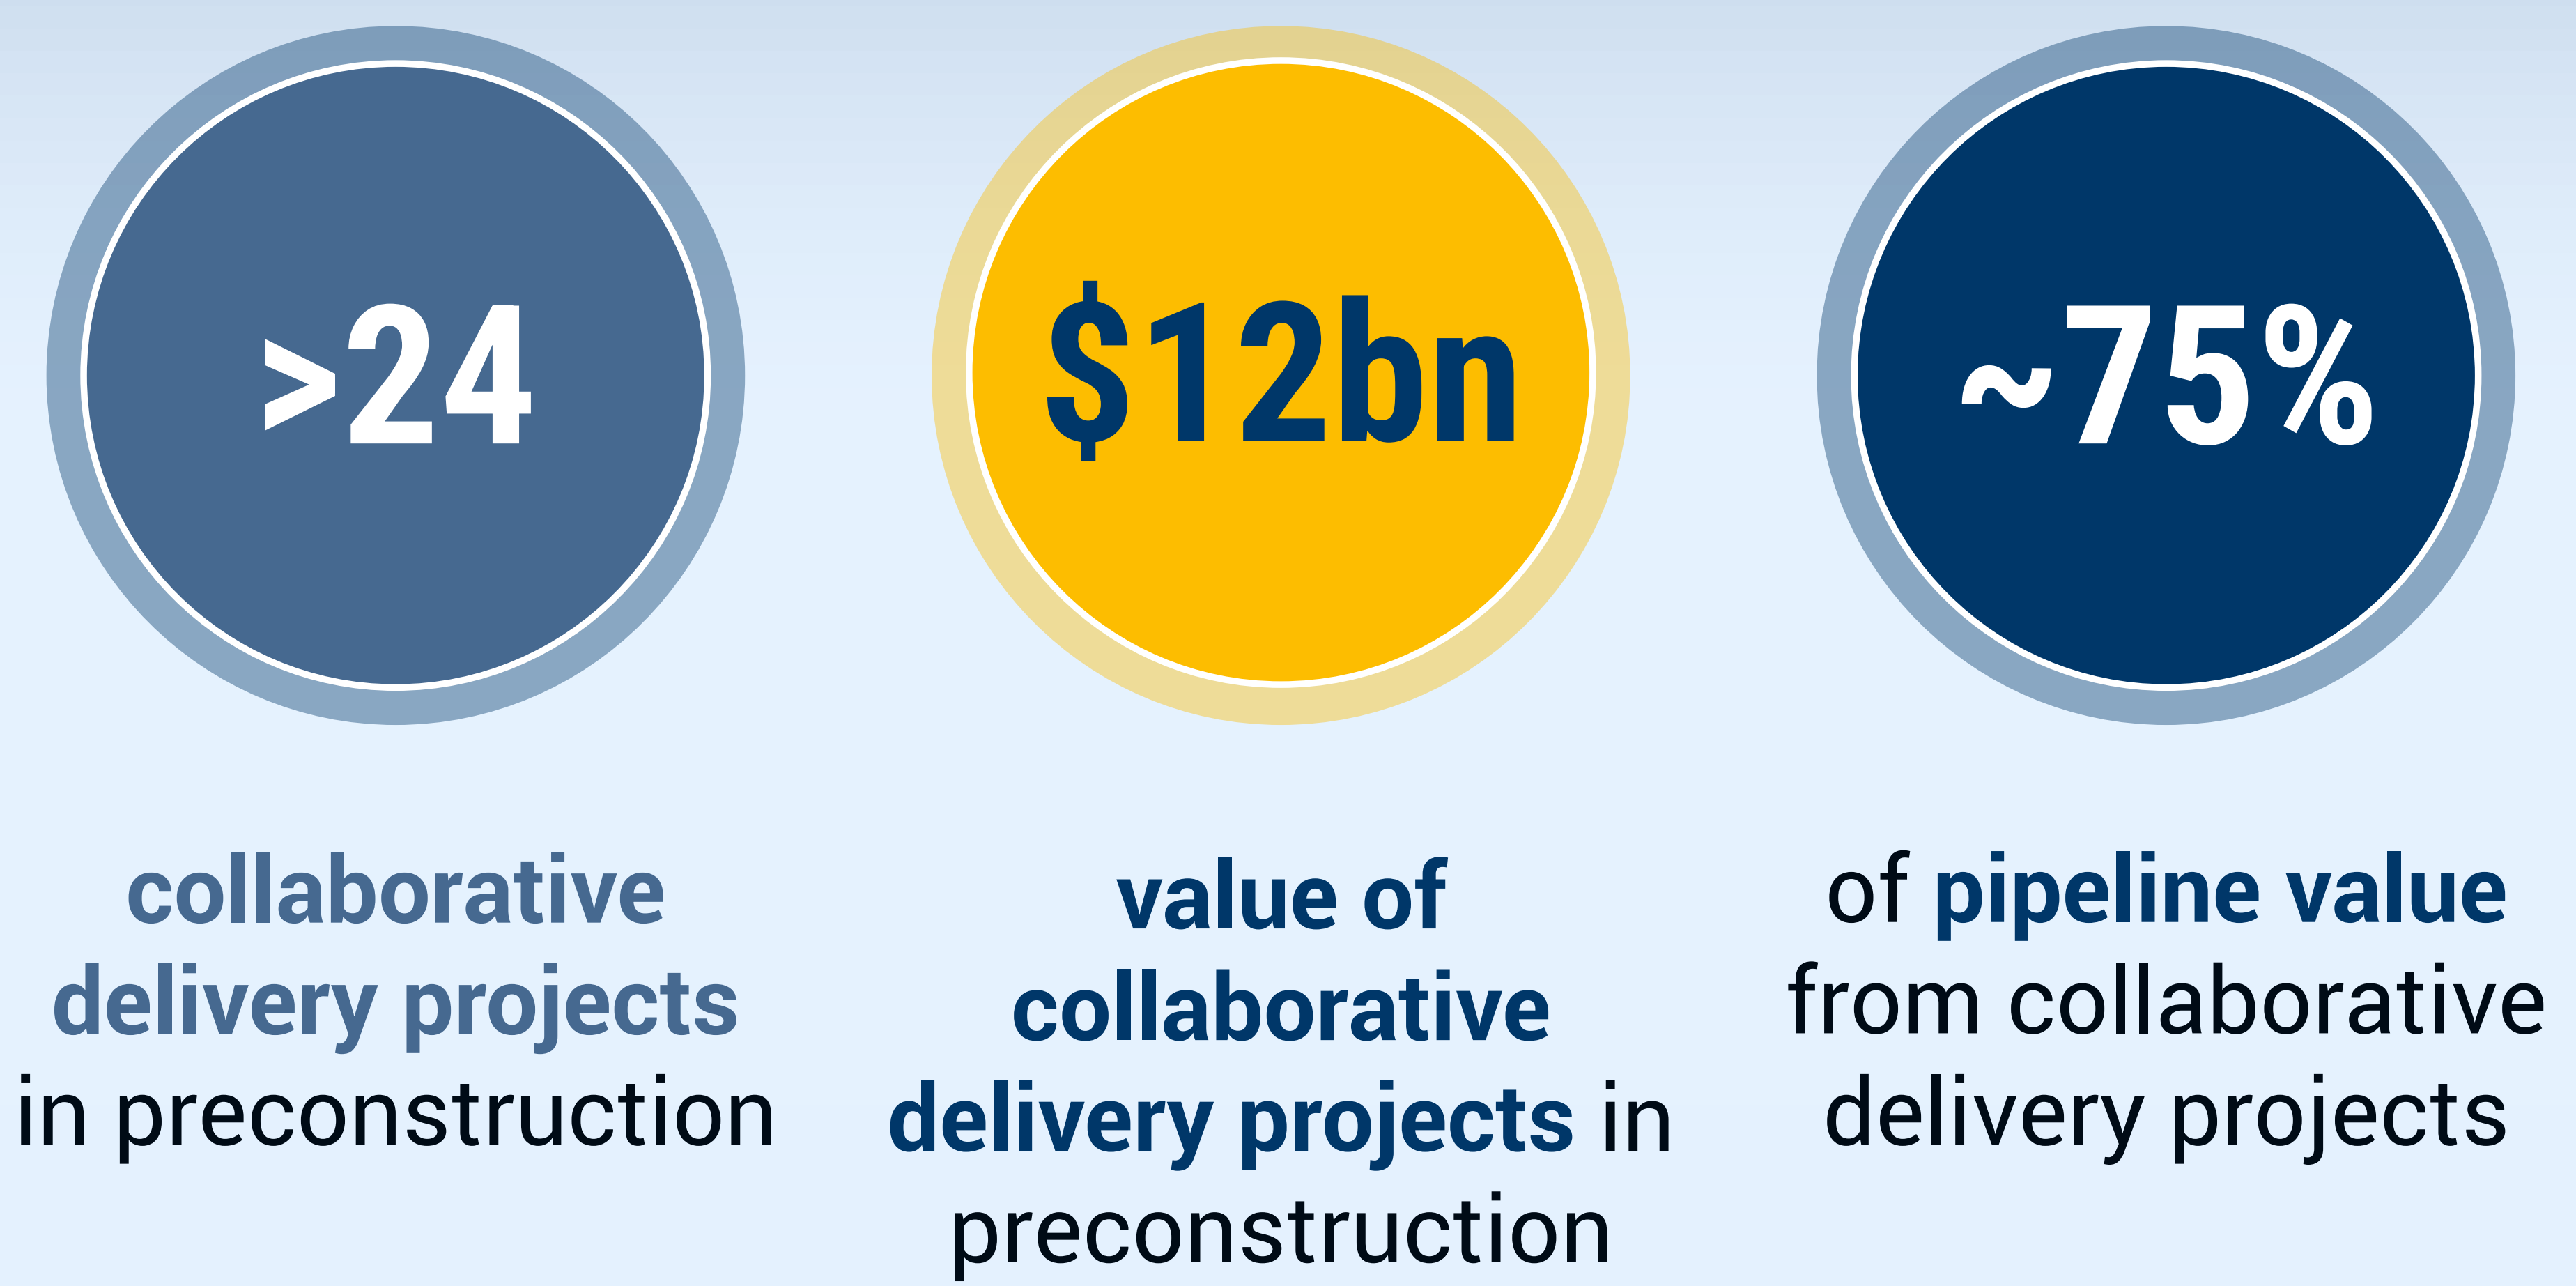 >24
collaborative
delivery projects
in preconstruction
$12bn
value of
collaborative
delivery projects in
preconstruction
~75%
of pipeline value
from collaborative
delivery projects